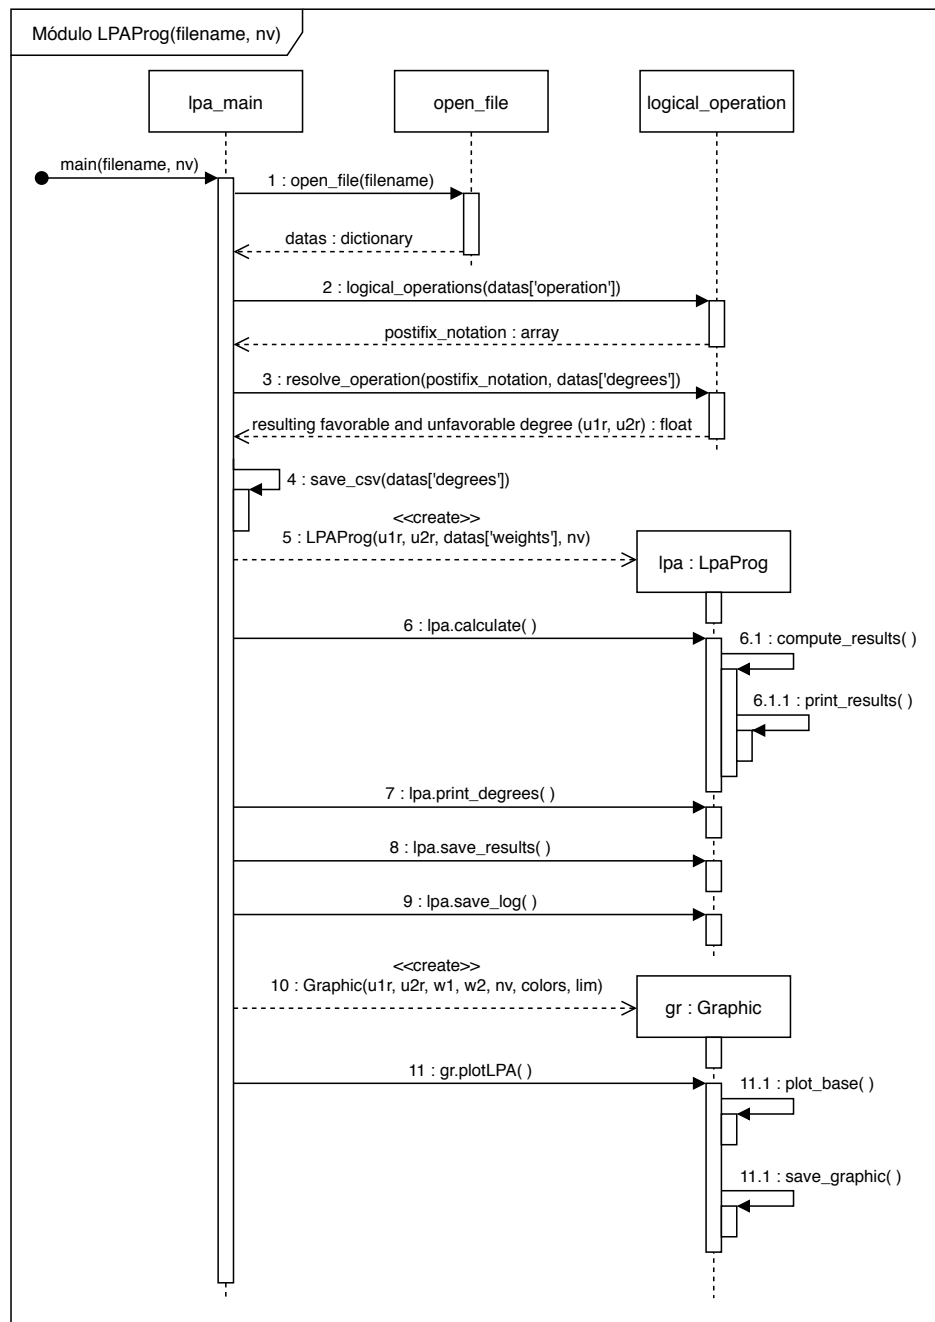 Módulo LPAProg(filename, nv)
lpa_main
open_file
logical_operation
main(filename, nv)
1 : open_file(filename)
datas : dictionary
2 : logical_operations(datas['operation'])
postifix_notation : array
3 : resolve_operation(postifix_notation, datas['degrees'])
resulting favorable and unfavorable degree (u1r, u2r) : float
4 : save_csv(datas['degrees'])
<<create>>
5 : LPAProg(u1r, u2r, datas['weights'], nv)
lpa : LpaProg
6 : lpa.calculate( )
6.1 : compute_results( )
6.1.1 : print_results( )
7 : lpa.print_degrees( )
8 : lpa.save_results( )
9 : lpa.save_log( )
<<create>>
10 : Graphic(u1r, u2r, w1, w2, nv, colors, lim)
gr : Graphic
11 : gr.plotLPA( )
11.1 : plot_base( )
11.1 : save_graphic( )